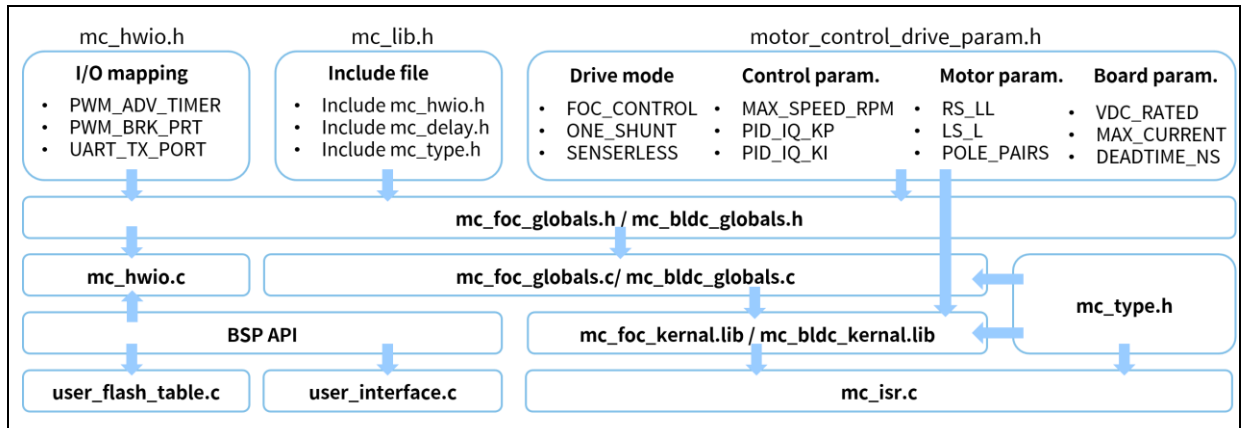 mc_hwio.h
mc_lib.h
motor_control_drive_param.h
I/O mapping
• PWM_ADV_TIMER
• PWM_BRK_PRT
• UART_TX_PORT
Include file
• Include mc_hwio.h
• Include mc_delay.h
• Include mc_type.h
Drive mode
• FOC_CONTROL
• ONE_SHUNT
• SENSERLESS
Control param.
• MAX_SPEED_RPM
• PID_IQ_KP
• PID_IQ_KI
Motor param.
• RS_LL
• LS_L
• POLE_PAIRS
Board param.
• VDC_RATED
• MAX_CURRENT
• DEADTIME_NS
mc_foc_globals.h / mc_bldc_globals.h
mc_hwio.c
mc_foc_globals.c/ mc_bldc_globals.c
mc_type.h
BSP API
mc_foc_kernal.lib / mc_bldc_kernal.lib
user_flash_table.c
user_interface.c
mc_isr.c